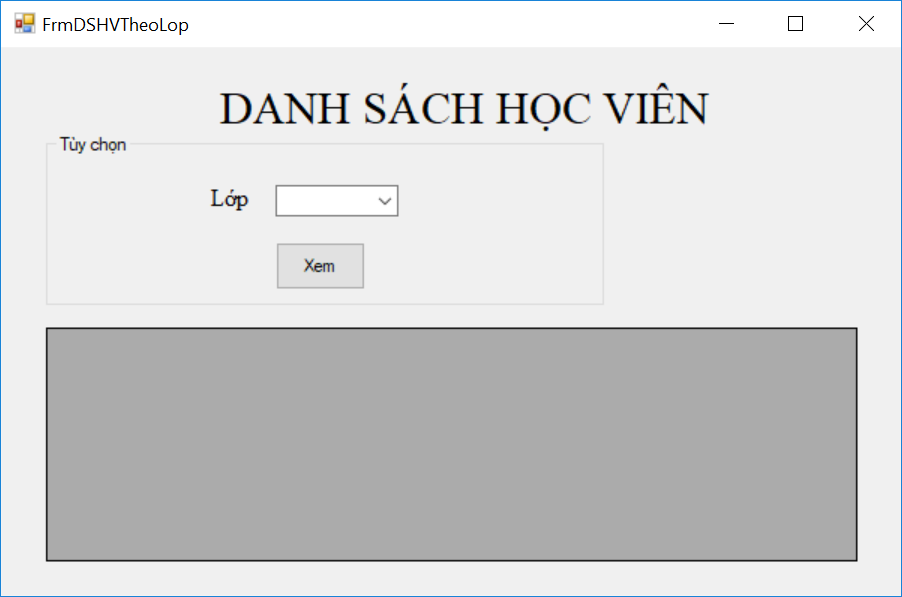 FrmDSHVTheoLop
DANH SÁCH HỌC VIÊN
Tùy chọn
Lớp
Xem